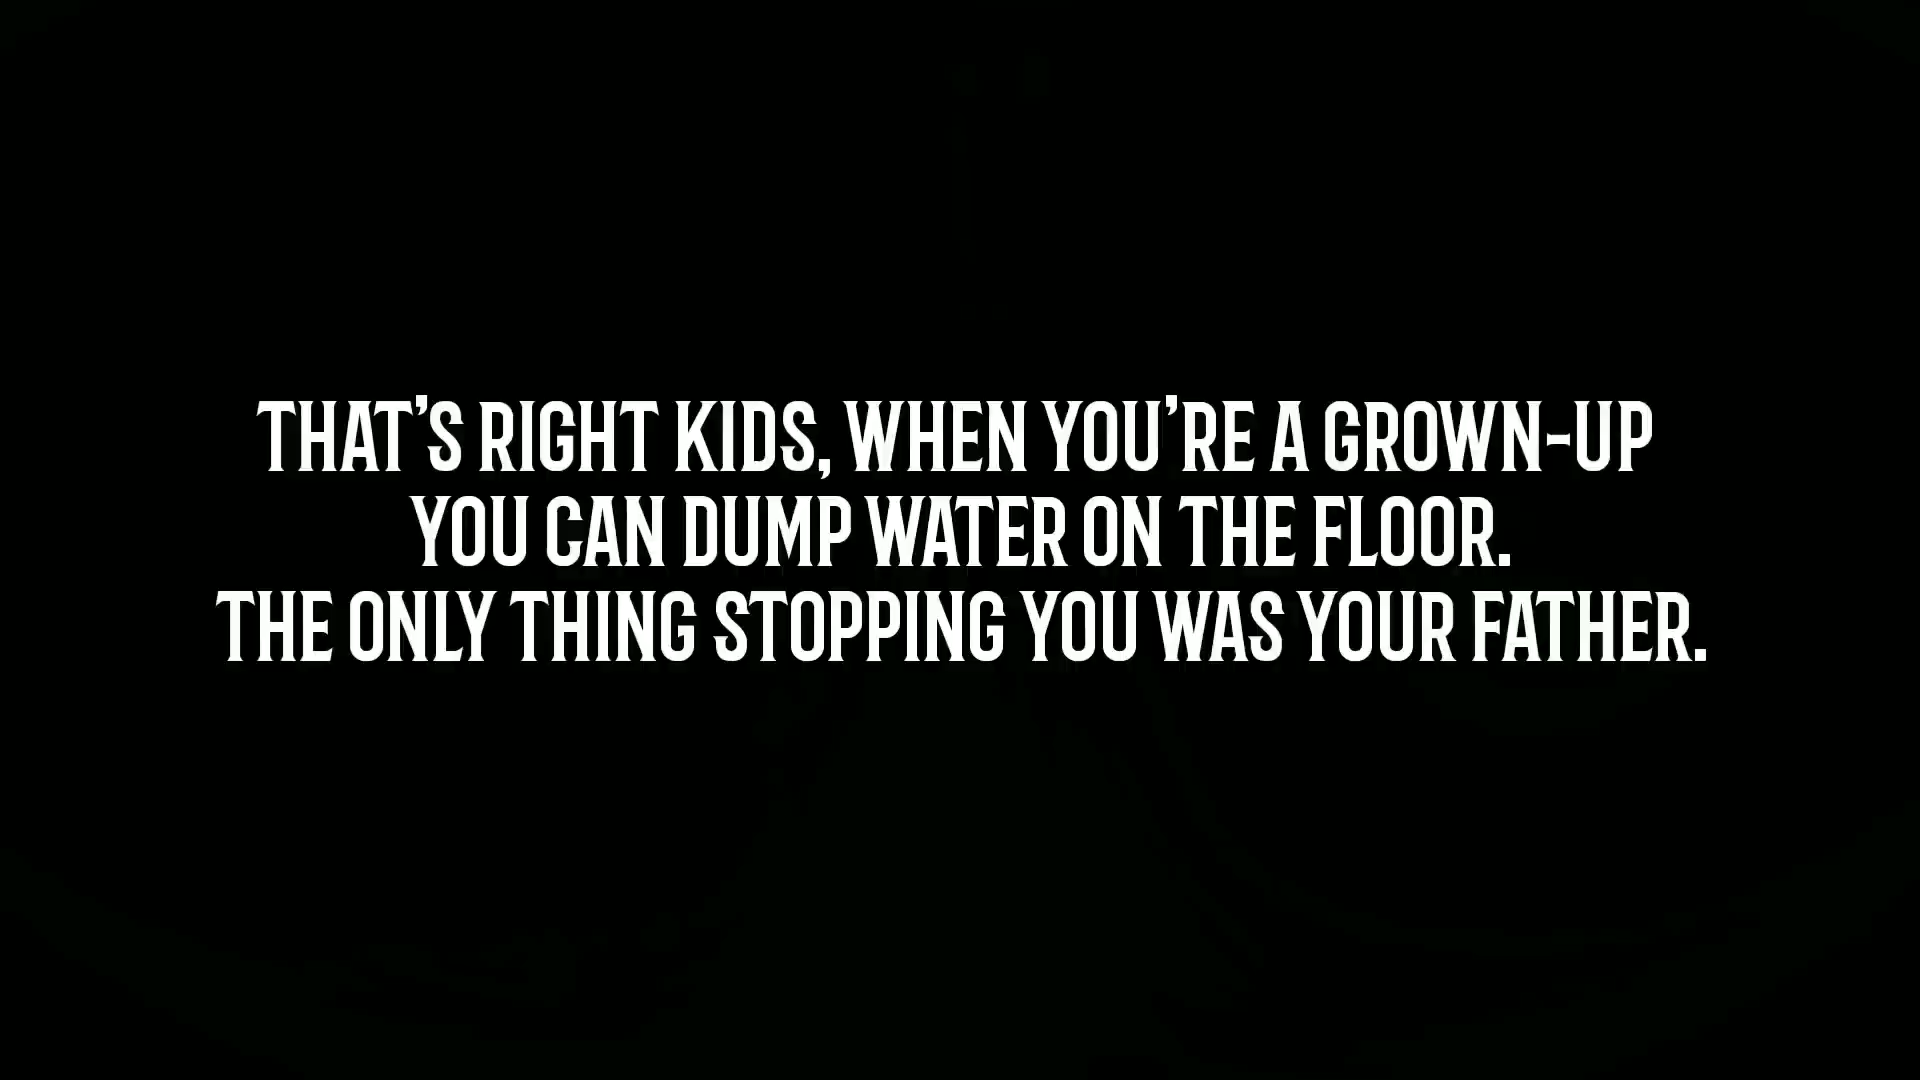 THAT’S RIGHT KIDS, WHEN YOU’RE A GROWN-UP
YOU CAN DUMP WATER ON THE FLOOR.
THE ONLY THING STOPPING YOU WAS YOUR FATHER.